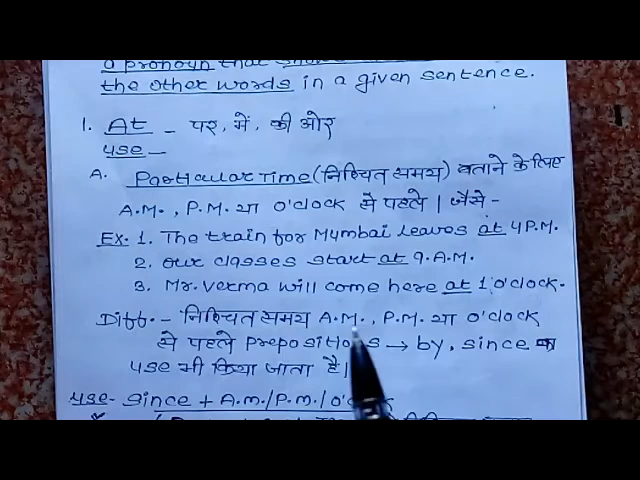 a pronoun that
the other words in a given sentence.
1. At - पर, में, की ओर
use -
A. Particular Time (निश्चित समय) बताने के लिए
A.M., P.M. या o'clock से पहले । जैसे -
Ex: 1. The train for Mumbai leaves at 4 P.M.
2. Our classes start at 9. A.M.
3. Mr. Verma will come here at 1 o'clock.
Diff. - निश्चित समय A.M., P.M. या o'clock
से पहले prepositions → by, since का
use भी किया जाता है।
use- since + A.m./P.m./o'